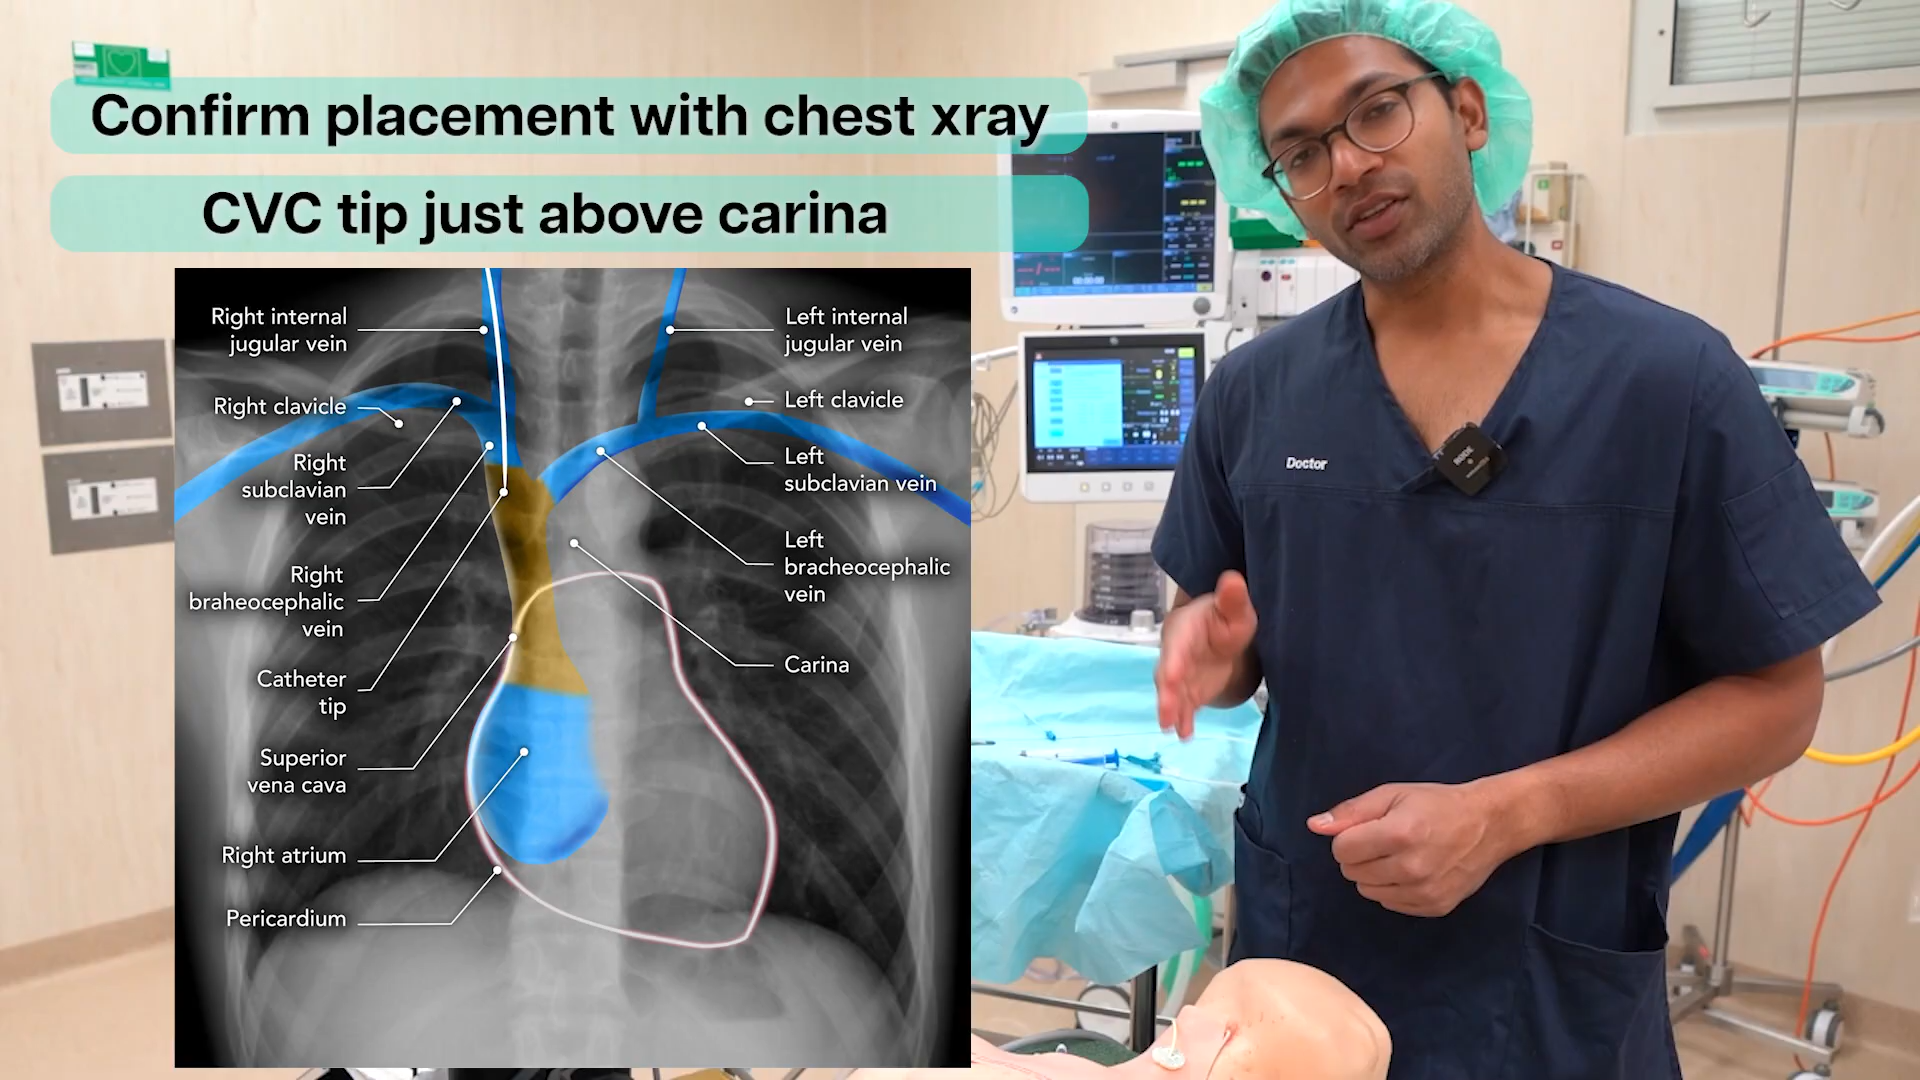 Confirm placement with chest xray
CVC tip just above carina
Right internal
jugular vein
Right clavicle
Right
subclavian
vein
Right
braheocephalic
vein
Catheter
tip
Superior
vena cava
Right atrium
Pericardium
Left internal
jugular vein
Left clavicle
Left
subclavian vein
Left
bracheocephalic
vein
Carina
Doctor
RODE